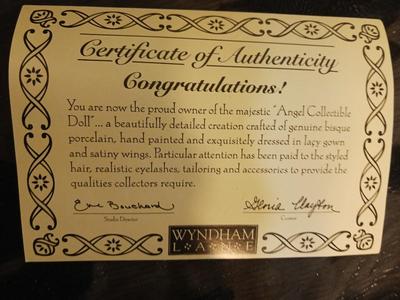 Certificate of Authenticity
Congratulations!
You are now the proud owner of the majestic "Angel Collectible
Doll"... a beautifully detailed creation crafted of genuine bisque
porcelain, hand painted and exquisitely dressed in lacy gown
and satiny wings. Particular attention has been paid to the styled
hair, realistic eyelashes, tailoring and accessories to provide the
qualities collectors require.
Bouchard
Studio Director
Clayton
WYNDHAM
LANE